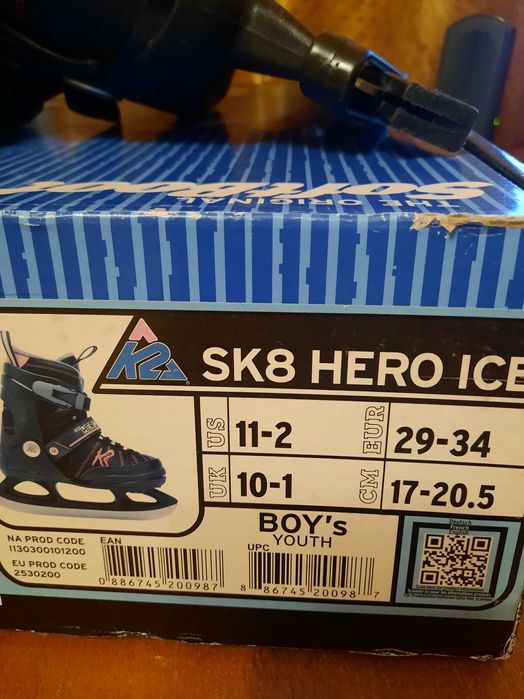 THE ORIGINAL
SOFTBOOT
K2
SK8 HERO ICE
US 11-2 EUR 29-34
UK 10-1 CM 17-20.5
BOY's
YOUTH
NA PROD CODE
I130300101200
EU PROD CODE
2530200
EAN
0 886745 200987
UPC
8 86745 20098 7
Deutsch
French